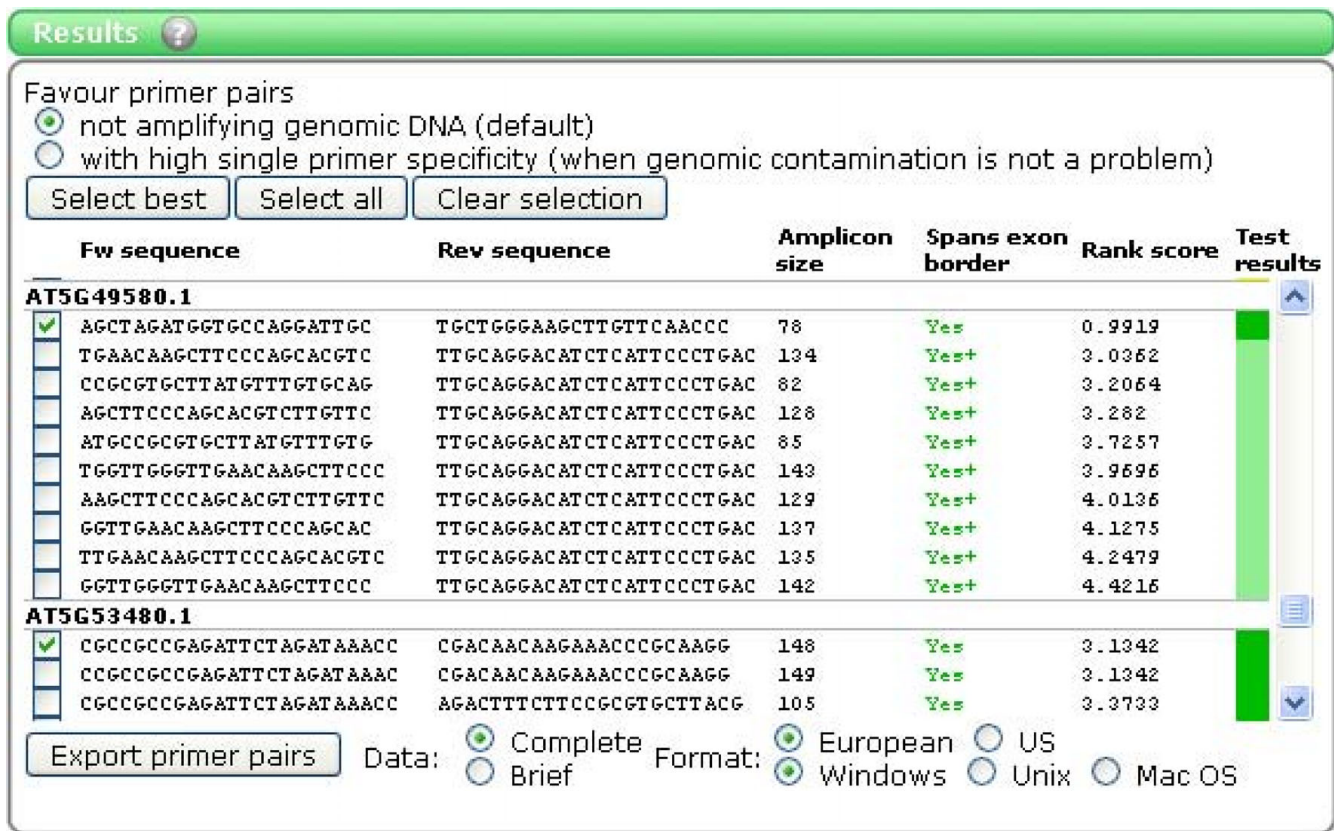 Results ?
Favour primer pairs
not amplifying genomic DNA (default)
with high single primer specificity (when genomic contamination is not a problem)
Select best Select all Clear selection
Fw sequence Rev sequence Amplicon size Spans exon border Rank score Test results
AT5G49580.1
AGCTAGATGGTGCCAGGATTGC TGCTGGGAAGCTTGTTCAACCC 78 Yes 0.9919
TGAACAAGCTTCCCAGCACGTC TTGCAGGACATCTCATTCCCTGAC 134 Yes+ 3.0362
CCGCGTGCTTATGTTTGTGCAG TTGCAGGACATCTCATTCCCTGAC 82 Yes+ 3.2064
AGCTTCCCAGCACGTCTTGTTC TTGCAGGACATCTCATTCCCTGAC 128 Yes+ 3.282
ATGCCGCGTGCTTATGTTTGTG TTGCAGGACATCTCATTCCCTGAC 85 Yes+ 3.7257
TGGTTGGGTTGAACAAGCTTCCC TTGCAGGACATCTCATTCCCTGAC 143 Yes+ 3.9696
AAGCTTCCCAGCACGTCTTGTTC TTGCAGGACATCTCATTCCCTGAC 129 Yes+ 4.0136
GGTTGAACAAGCTTCCCAGCAC TTGCAGGACATCTCATTCCCTGAC 137 Yes+ 4.1275
TTGAACAAGCTTCCCAGCACGTC TTGCAGGACATCTCATTCCCTGAC 135 Yes+ 4.2479
GGTTGGGTTGAACAAGCTTCCC TTGCAGGACATCTCATTCCCTGAC 142 Yes+ 4.4216
AT5G53480.1
CGCCGCCGAGATTCTAGATAAACC CGACAACAAGAAACCCGCAAGG 148 Yes 3.1342
CCGCCGCCGAGATTCTAGATAAAC CGACAACAAGAAACCCGCAAGG 149 Yes 3.1342
CGCCGCCGAGATTCTAGATAAACC AGACTTTCTTCCGCGTGCTTACG 105 Yes 3.3733
Export primer pairs Data: Complete Format: European US
Brief Windows Unix Mac OS